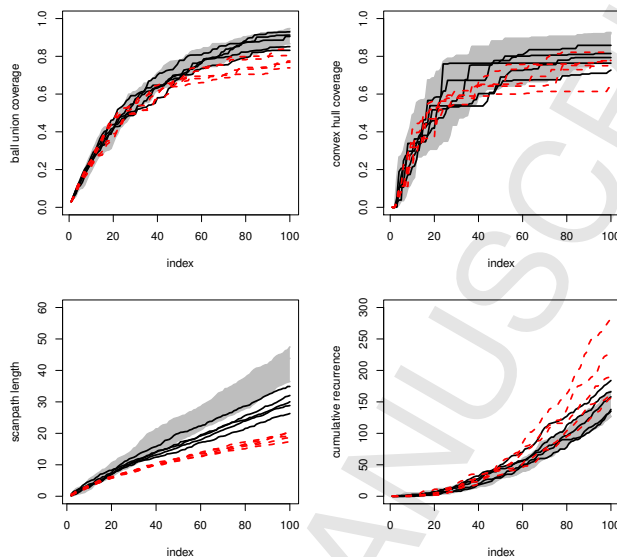 ball union coverage
0.0 0.2 0.4 0.6 0.8 1.0
0 20 40 60 80 100
index
convex hull coverage
0.0 0.2 0.4 0.6 0.8 1.0
0 20 40 60 80 100
index
scanpath length
0 10 20 30 40 50 60
0 20 40 60 80 100
index
cumulative recurrence
0 50 100 150 200 250 300
0 20 40 60 80 100
index
ANUSCR